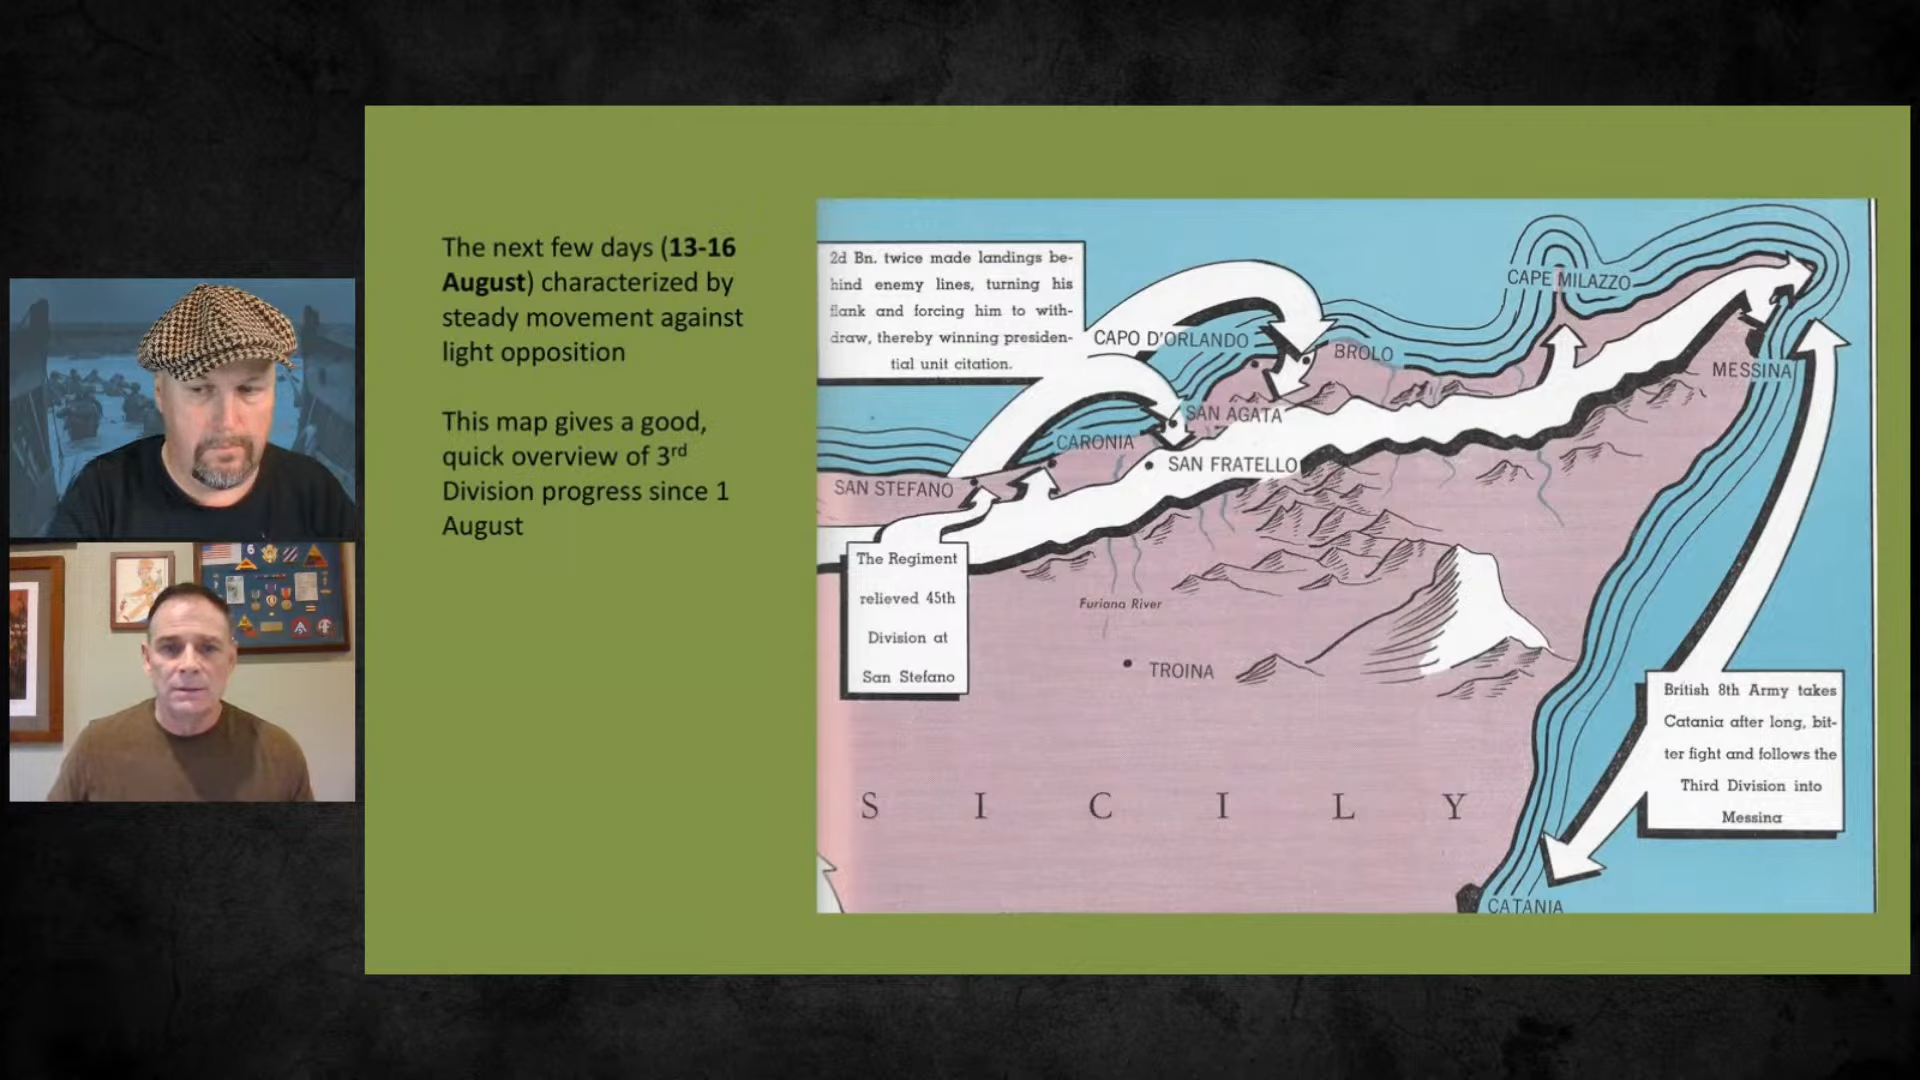 The next few days (13-16
August) characterized by
steady movement against
light opposition
This map gives a good,
quick overview of 3rd
Division progress since 1
August
2d Bn. twice made landings be-
hind enemy lines, turning his
flank and forcing him to with-
draw, thereby winning presiden-
tial unit citation.
CAPE MILAZZO
CAPO D'ORLANDO
BROLO
MESSINA
SAN AGATA
CARONIA
SAN FRATELLO
SAN STEFANO
The Regiment
relieved 45th
Division at
San Stefano
Furiana River
TROINA
British 8th Army takes
Catania after long, bit-
ter fight and follows the
Third Division into
Messina
S I C I L Y
CATANIA